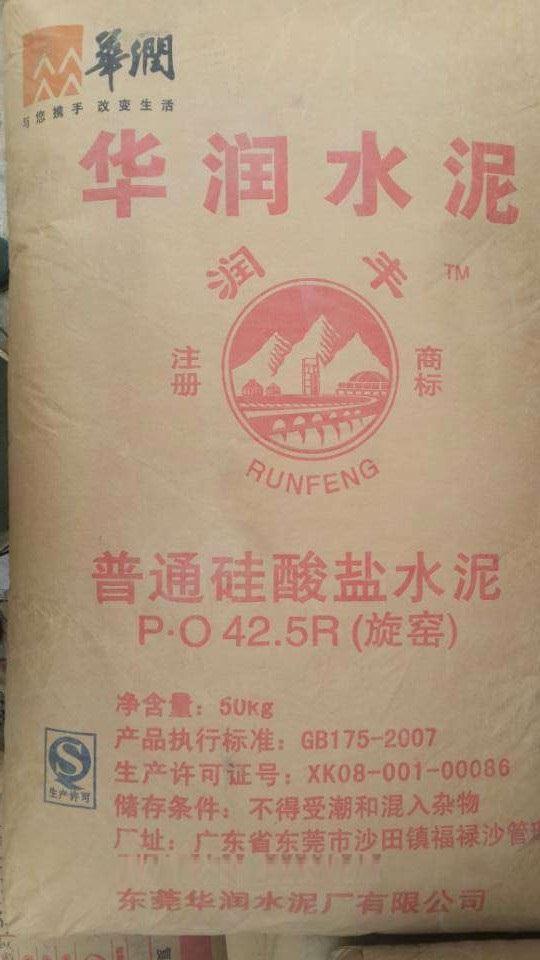 華潤
与您携手 改变生活
华润水泥
润丰 TM
注册 商标
RUNFENG
普通硅酸盐水泥
P·O 42.5R (旋窑)
净含量：50kg
产品执行标准：GB175-2007
生产许可证号：XK08-001-00086
储存条件：不得受潮和混入杂物
厂址：广东省东莞市沙田镇福禄沙管
东莞华润水泥厂有限公司
S
生产许可